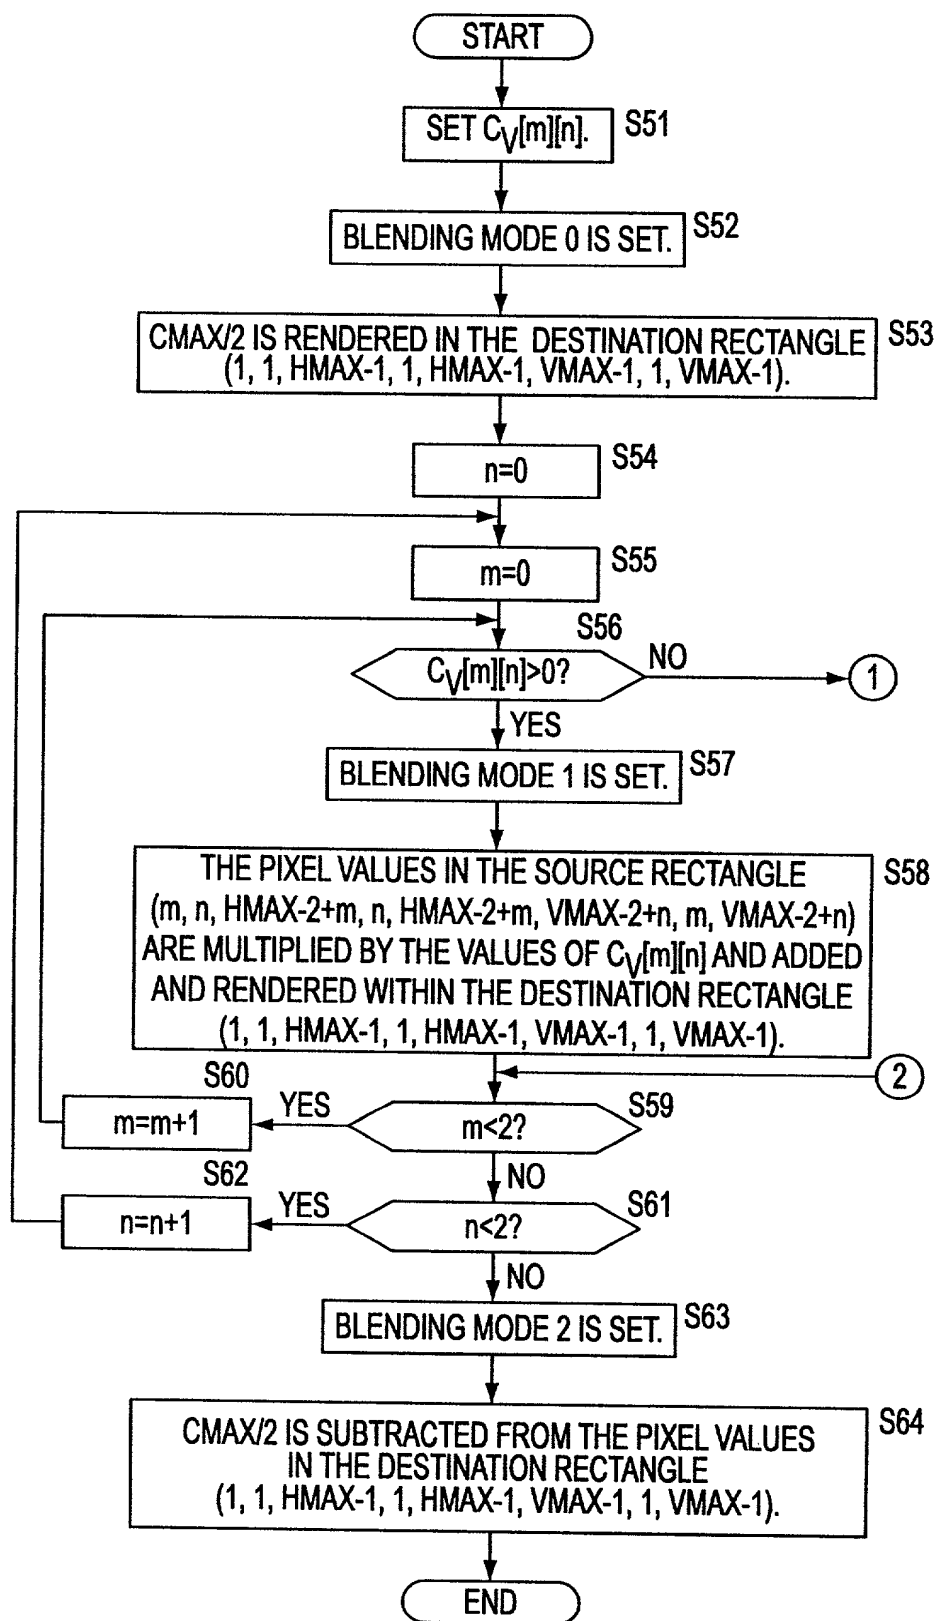 START
SET CV[m][n].
S51
BLENDING MODE 0 IS SET.
S52
CMAX/2 IS RENDERED IN THE DESTINATION RECTANGLE
(1, 1, HMAX-1, 1, HMAX-1, VMAX-1, 1, VMAX-1).
S53
n=0
S54
m=0
S55
S56
CV[m][n]>0?
NO
1
YES
BLENDING MODE 1 IS SET.
S57
THE PIXEL VALUES IN THE SOURCE RECTANGLE
(m, n, HMAX-2+m, n, HMAX-2+m, VMAX-2+n, m, VMAX-2+n)
ARE MULTIPLIED BY THE VALUES OF CV[m][n] AND ADDED
AND RENDERED WITHIN THE DESTINATION RECTANGLE
(1, 1, HMAX-1, 1, HMAX-1, VMAX-1, 1, VMAX-1).
S58
2
S60
m=m+1
YES
m<2?
S59
NO
S62
n=n+1
YES
n<2?
S61
NO
BLENDING MODE 2 IS SET.
S63
CMAX/2 IS SUBTRACTED FROM THE PIXEL VALUES
IN THE DESTINATION RECTANGLE
(1, 1, HMAX-1, 1, HMAX-1, VMAX-1, 1, VMAX-1).
S64
END